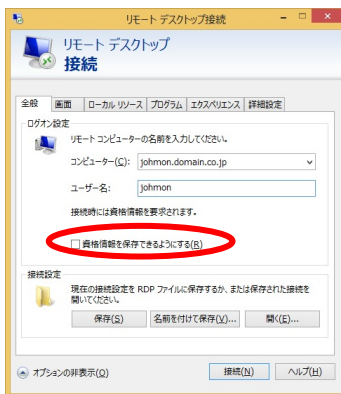 リモート デスクトップ接続
リモート デスクトップ
接続
全般 画面 ローカル リソース プログラム エクスペリエンス 詳細設定
ログオン設定
リモート コンピューターの名前を入力してください。
コンピューター(C): johmon.domain.co.jp
ユーザー名: johmon
接続時には資格情報を要求されます。
資格情報を保存できるようにする(R)
接続設定
現在の接続設定を RDP ファイルに保存するか、または保存された接続を
開いてください。
保存(S) 名前を付けて保存(V)... 開く(E)...
オプションの非表示(O) 接続(N) ヘルプ(H)